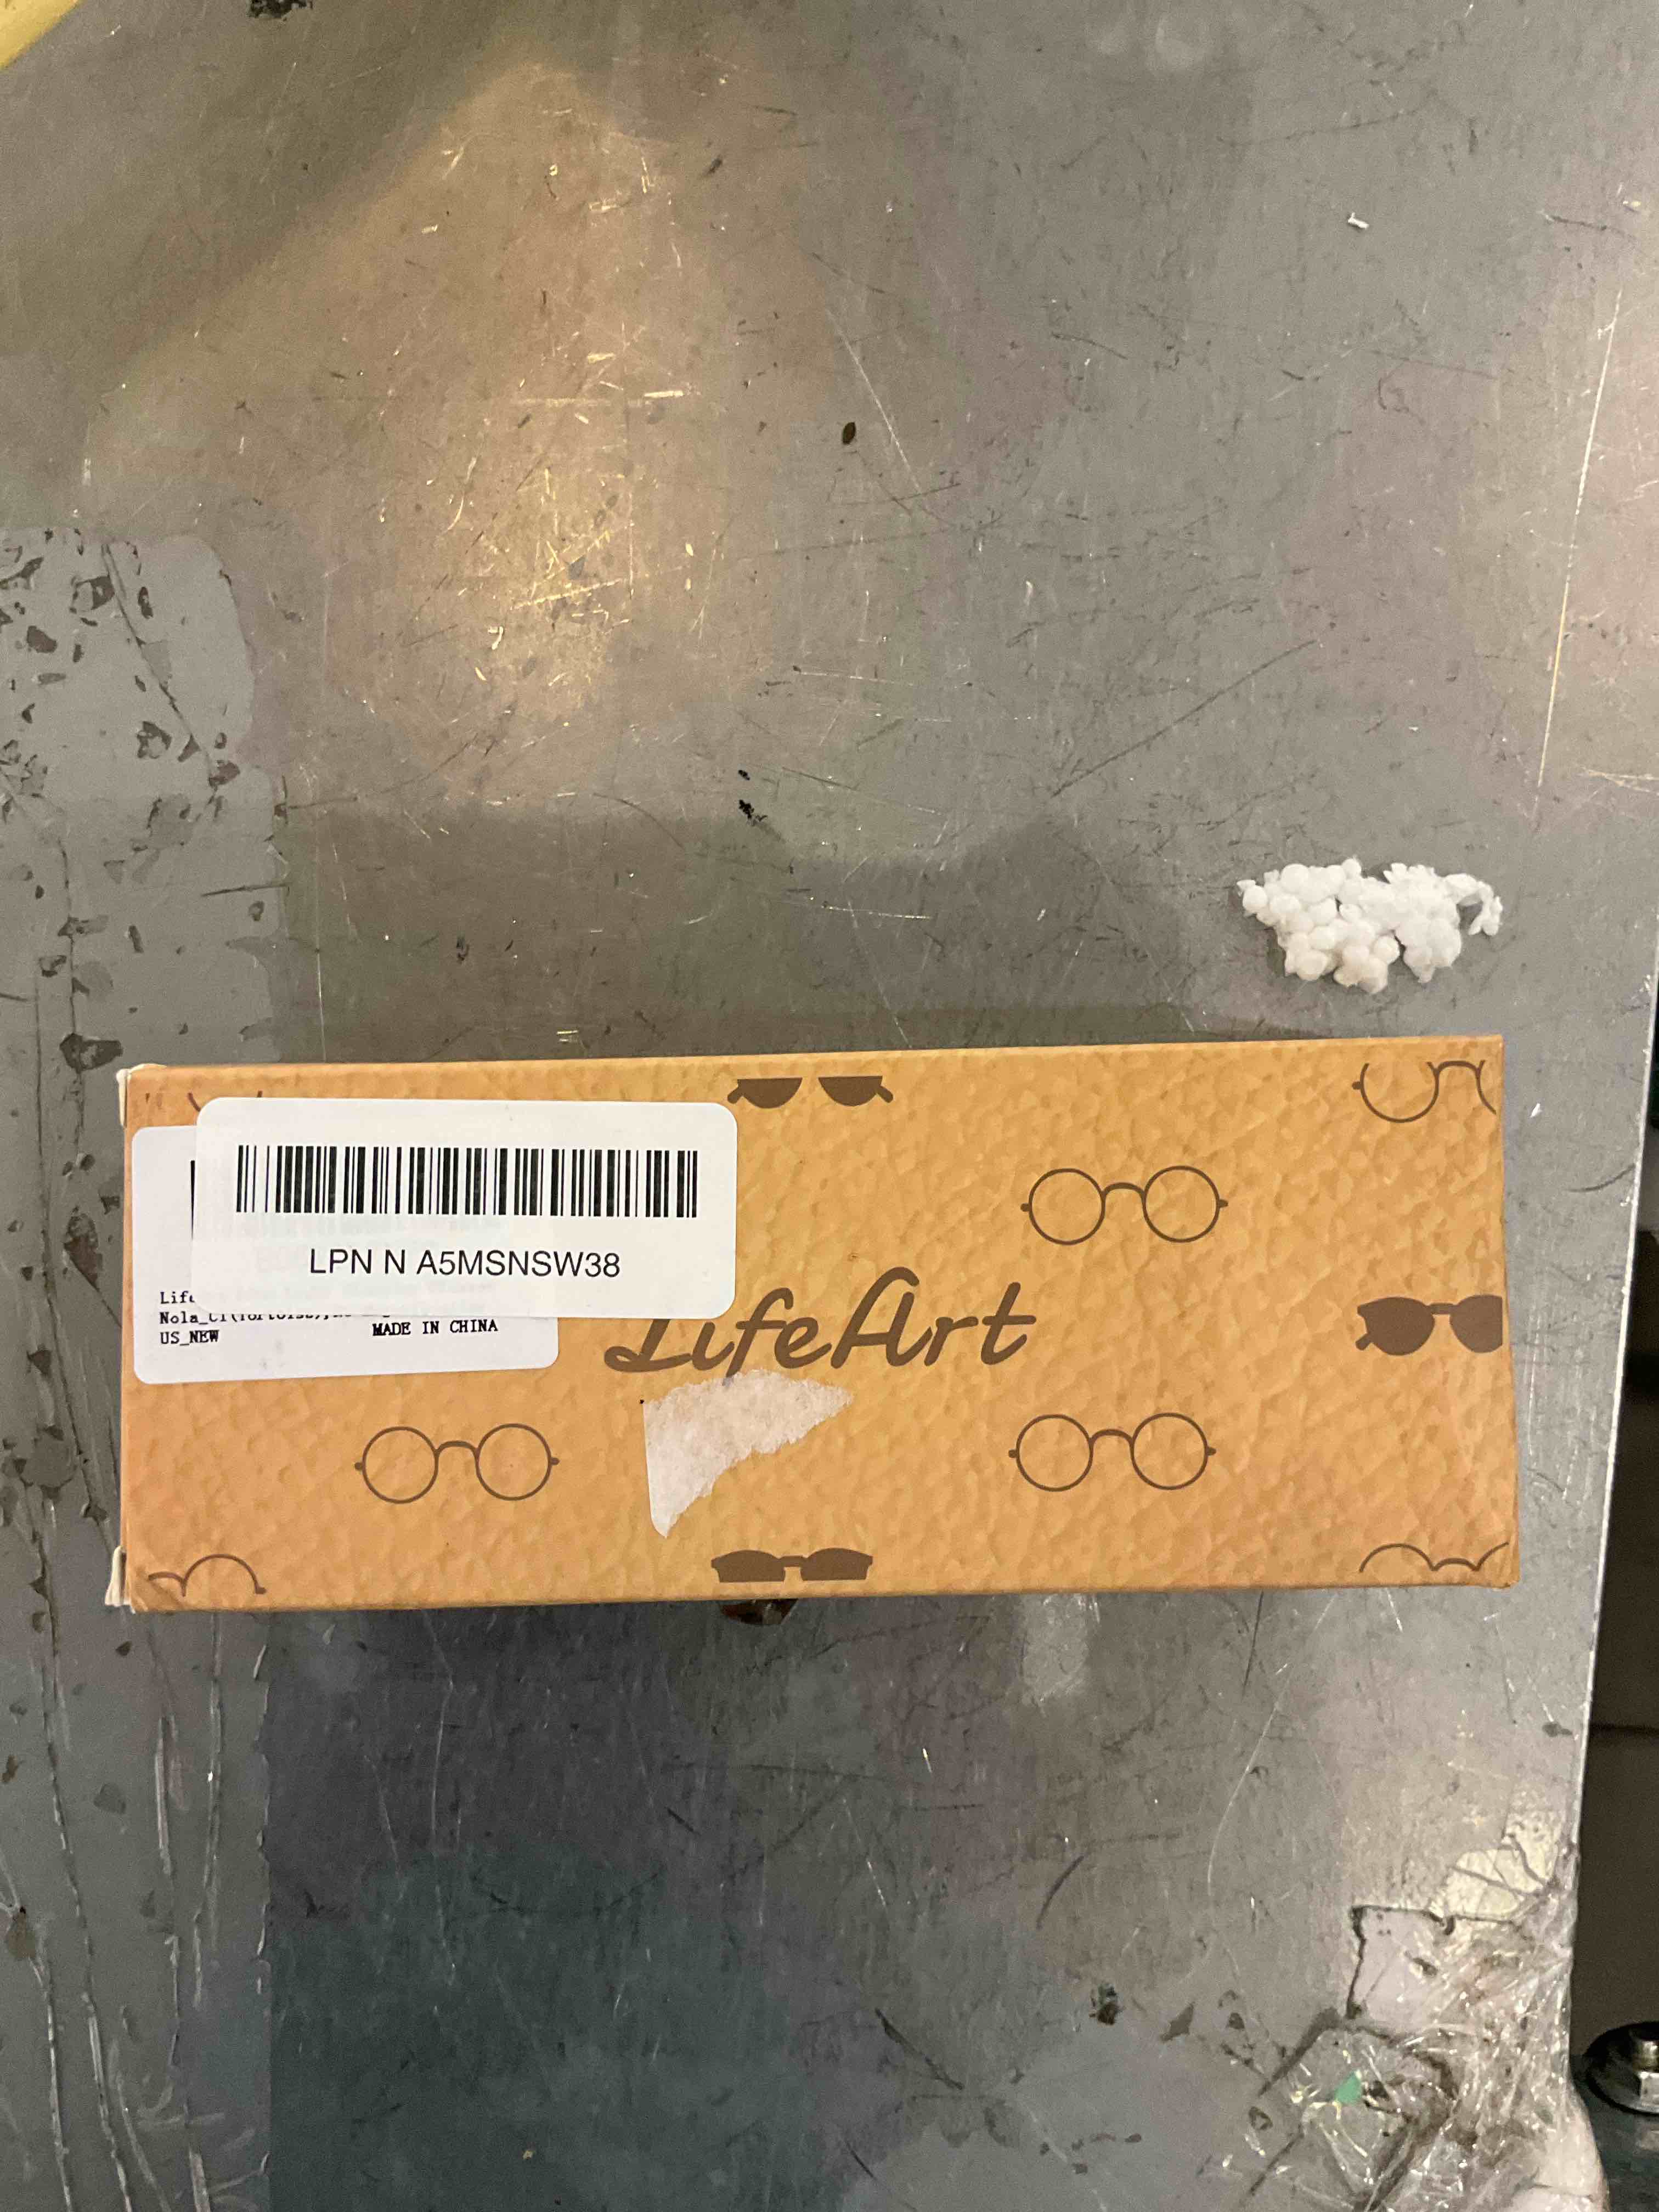 LPN N A5MSNSW38
US_NEW MADE IN CHINA
LifeArt